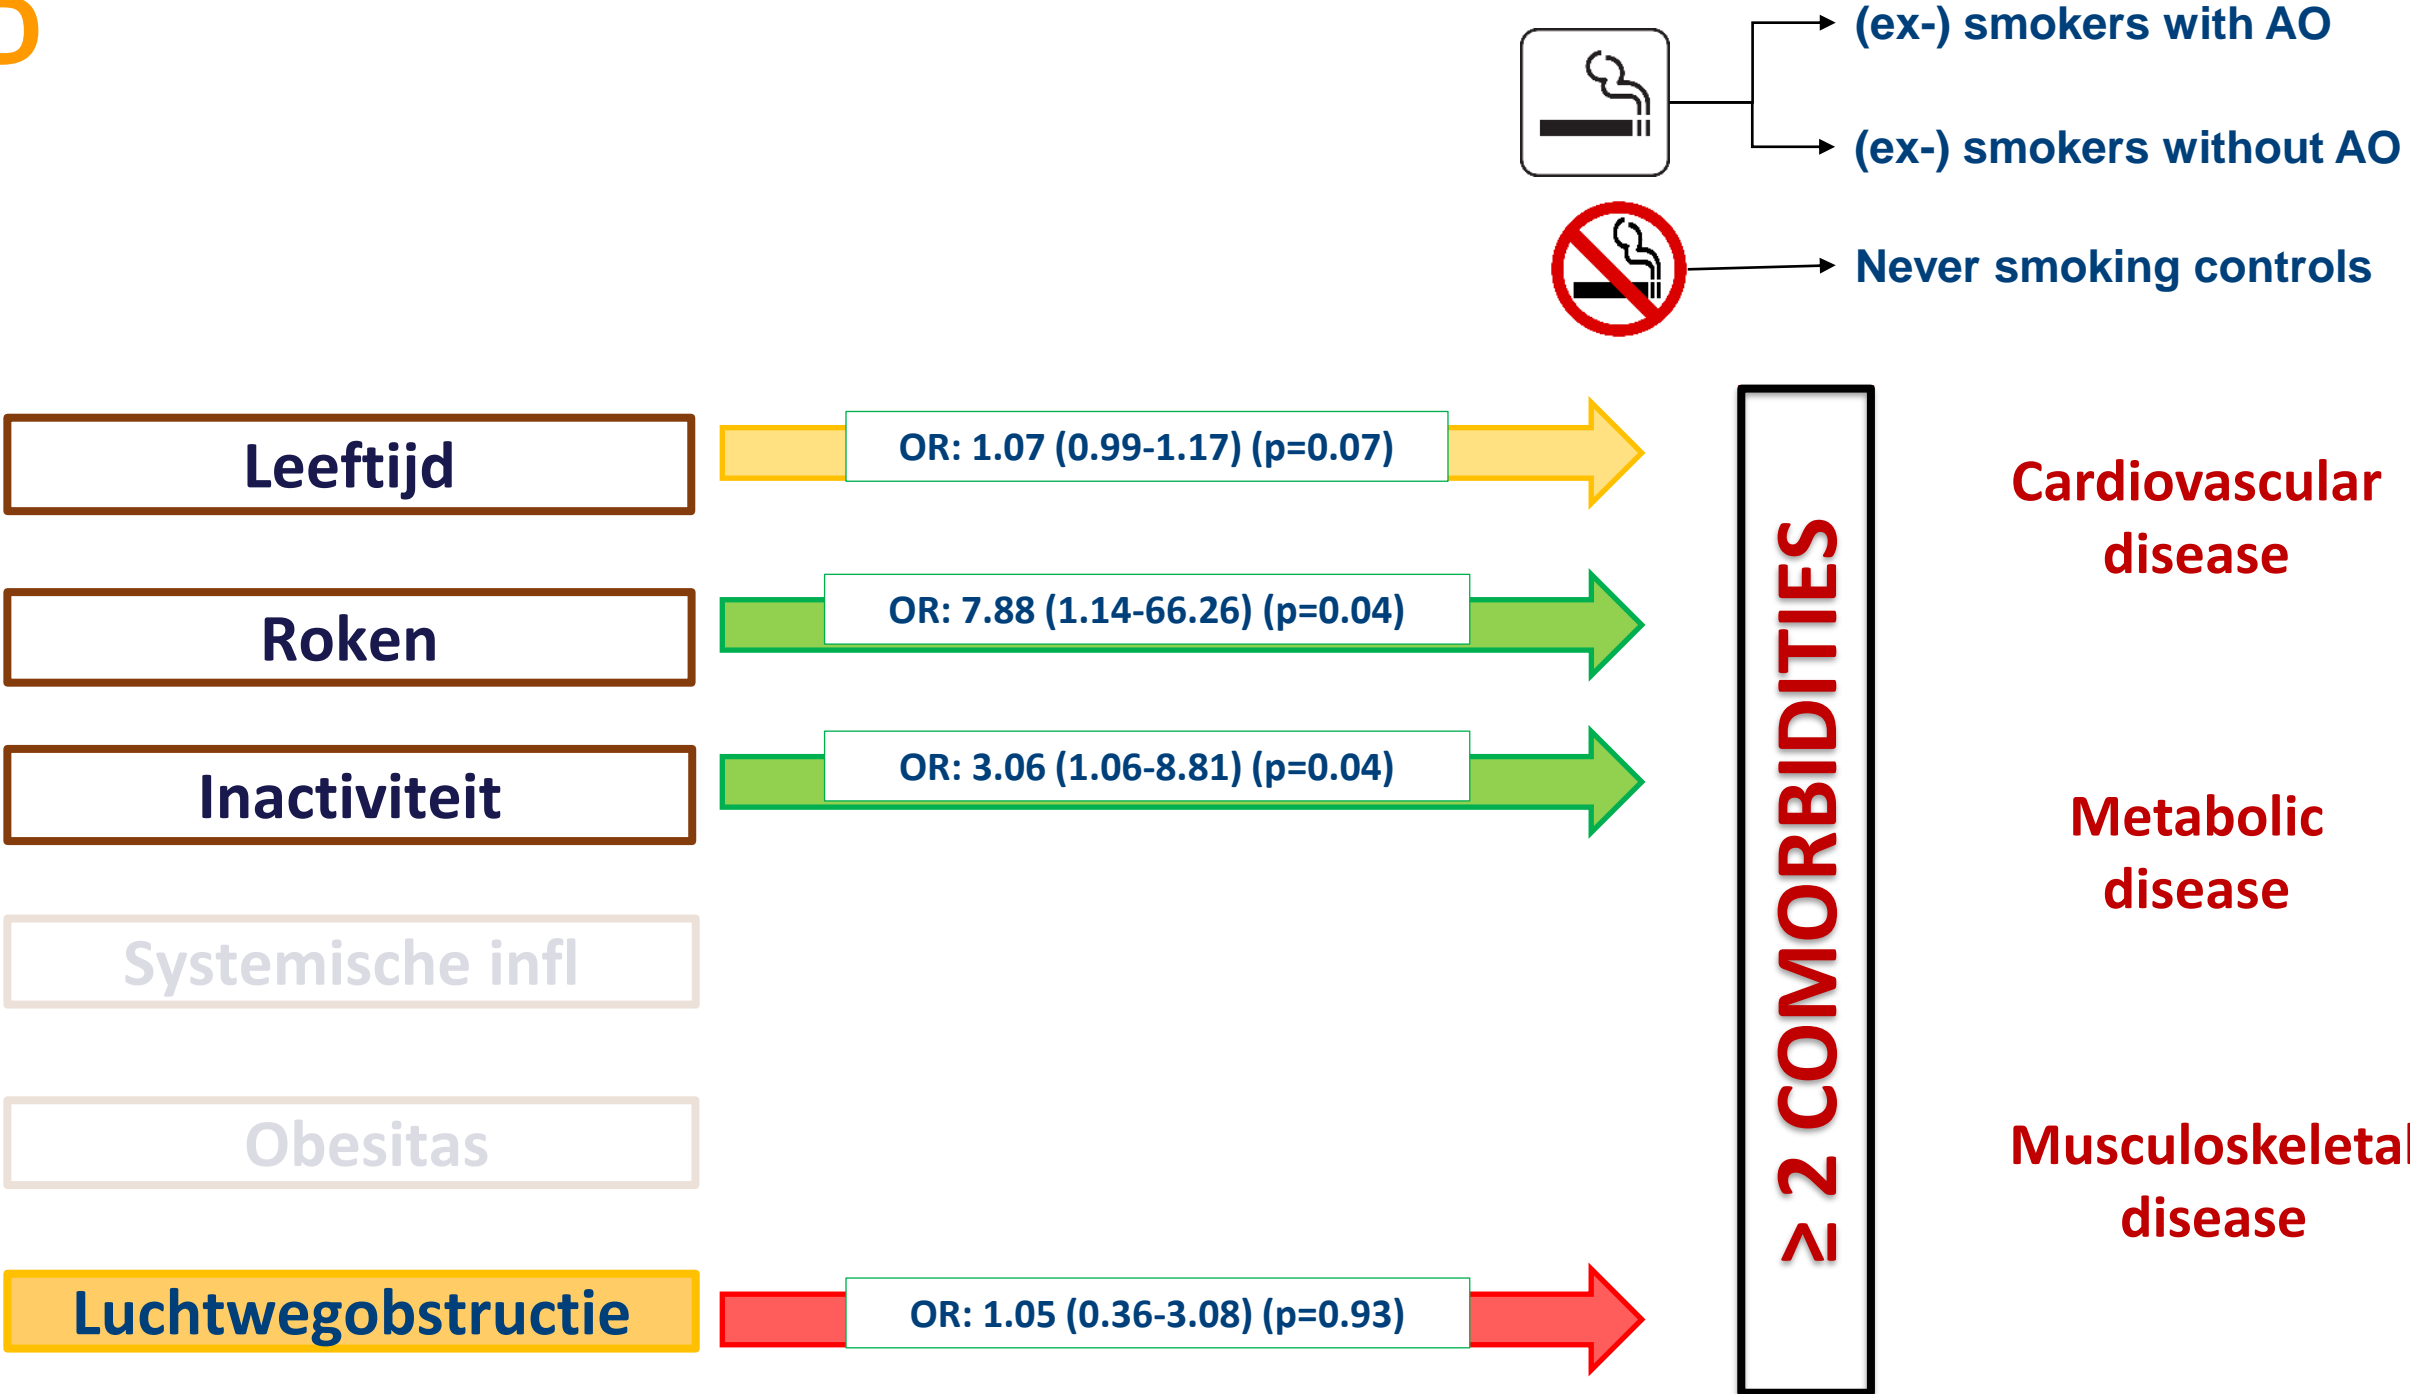 (ex-) smokers with AO
(ex-) smokers without AO
Never smoking controls
Leeftijd
OR: 1.07 (0.99-1.17) (p=0.07)
Roken
OR: 7.88 (1.14-66.26) (p=0.04)
Inactiviteit
OR: 3.06 (1.06-8.81) (p=0.04)
Systemische infl
Obesitas
Luchtwegobstructie
OR: 1.05 (0.36-3.08) (p=0.93)
≥ 2 COMORBIDITIES
Cardiovascular
disease
Metabolic
disease
Musculoskeletal
disease